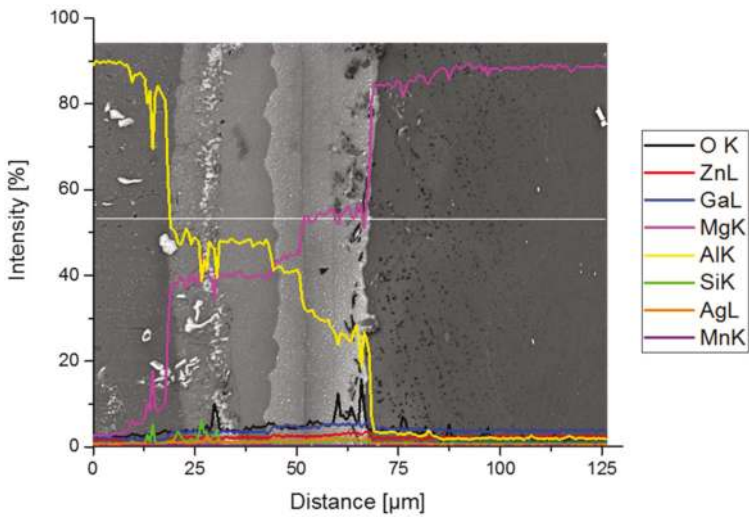 100
80
60
40
20
0
Intensity [%]
0 25 50 75 100 125
Distance [µm]
O K
ZnL
GaL
MgK
AlK
SiK
AgL
MnK